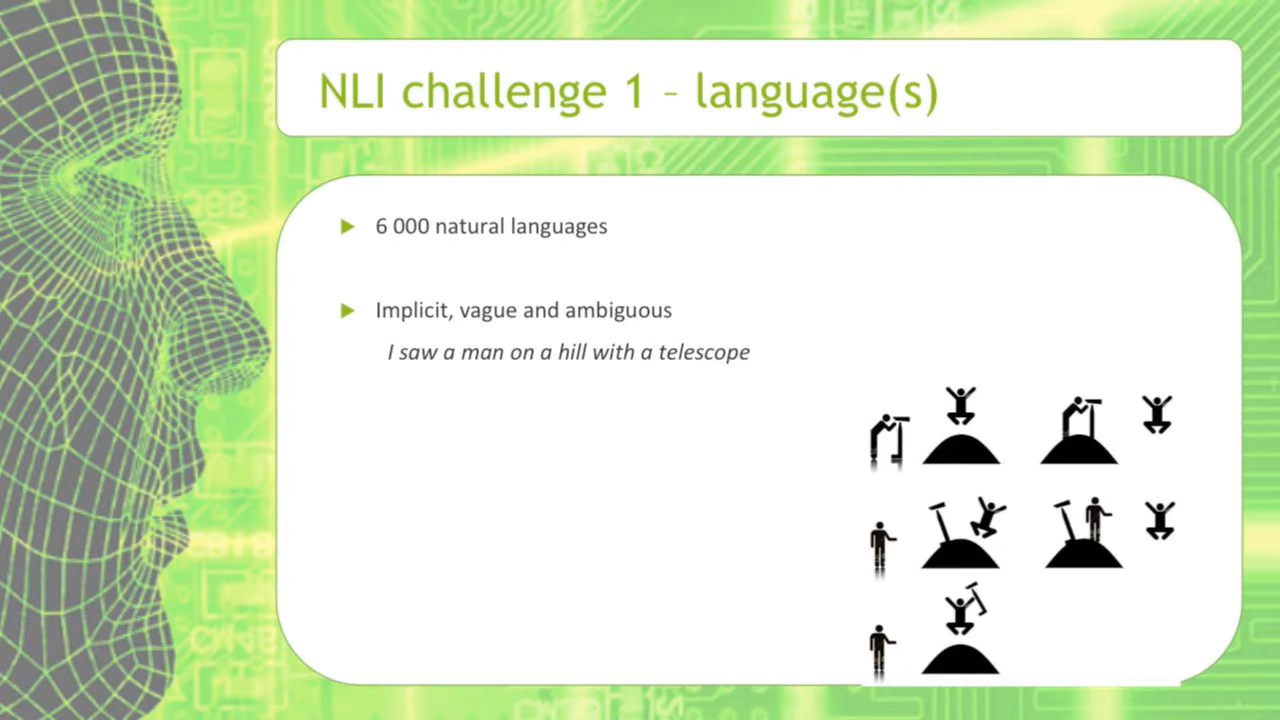 NLI challenge 1 – language(s)
6 000 natural languages
Implicit, vague and ambiguous
I saw a man on a hill with a telescope